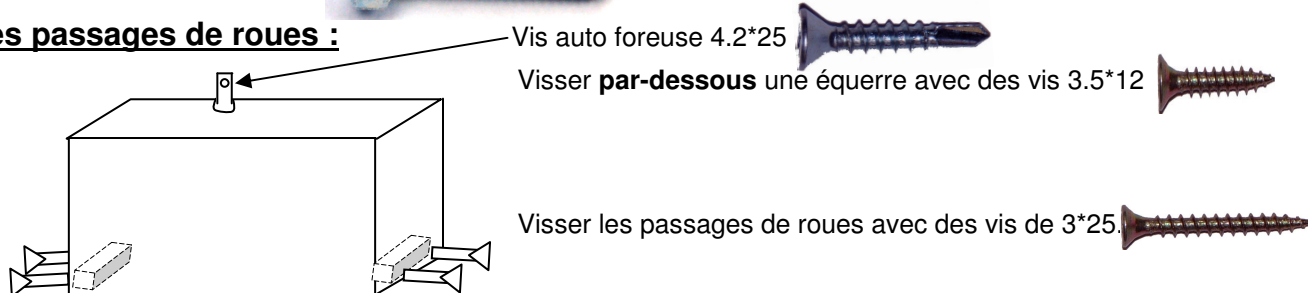 es passages de roues :
Vis auto foreuse 4.2*25
Visser par-dessous une équerre avec des vis 3.5*12
Visser les passages de roues avec des vis de 3*25.